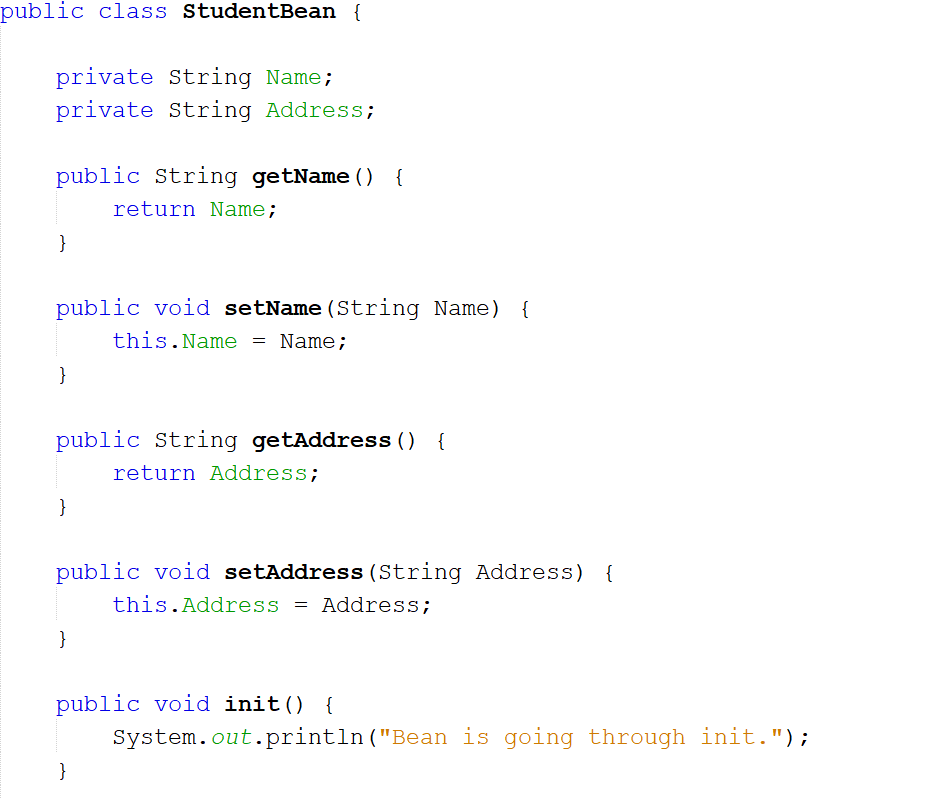 public class StudentBean {
private String Name;
private String Address;
public String getName() {
return Name;
}
public void setName(String Name) {
this.Name = Name;
}
public String getAddress() {
return Address;
}
public void setAddress(String Address) {
this.Address = Address;
}
public void init() {
System.out.println("Bean is going through init.");
}